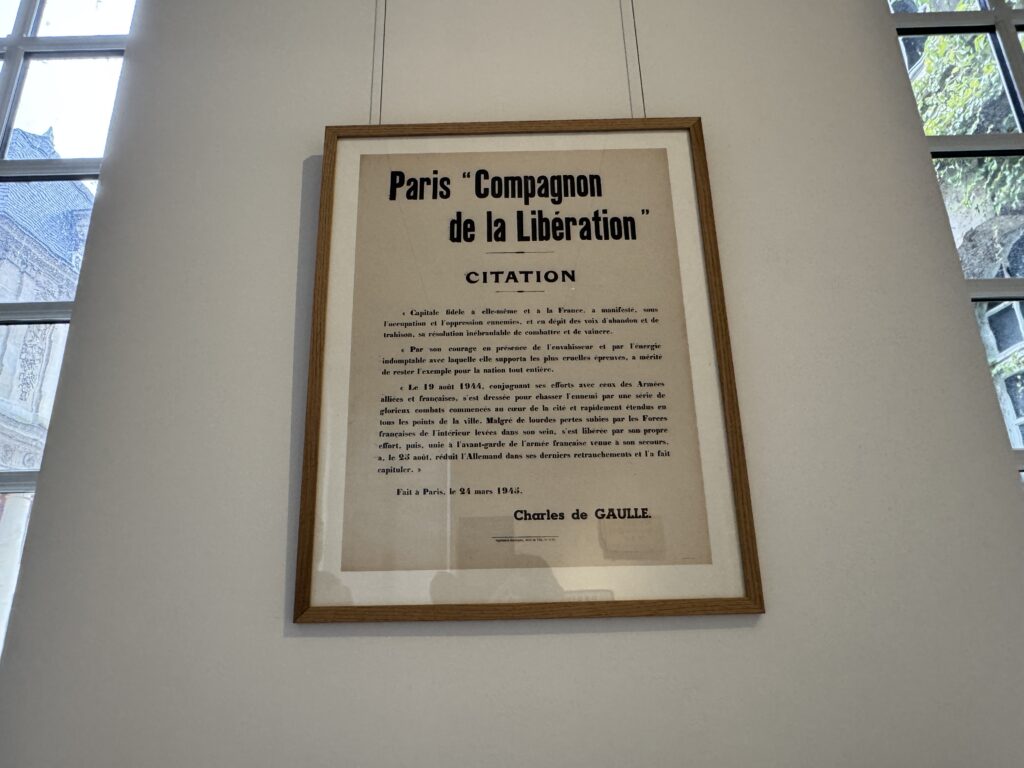 Paris “ Compagnon
de la Libération ”
CITATION
« Capitale fidèle à elle-même et à la France, a manifesté, sous
l'occupation et l'oppression ennemies, et en dépit des voix d'abandon et de
trahison, sa résolution inébranlable de combattre et de vaincre.
« Par son courage en présence de l'envahisseur et par l'énergie
indomptable avec laquelle elle supporta les plus cruelles épreuves, a mérité
de rester l'exemple pour la nation tout entière.
« Le 19 août 1944, conjuguant ses efforts avec ceux des Armées
alliées et françaises, s'est dressée pour chasser l'ennemi par une série de
glorieux combats commencés au cœur de la cité et rapidement étendus en
tous les points de la ville. Malgré de lourdes pertes subies par les Forces
françaises de l'intérieur levées dans son sein, s'est libérée par son propre
effort, puis, unie à l'avant-garde de l'armée française venue à son secours,
a, le 25 août, réduit l'Allemand dans ses derniers retranchements et l'a fait
capituler. »
Fait à Paris, le 24 mars 1945.
Charles de GAULLE.